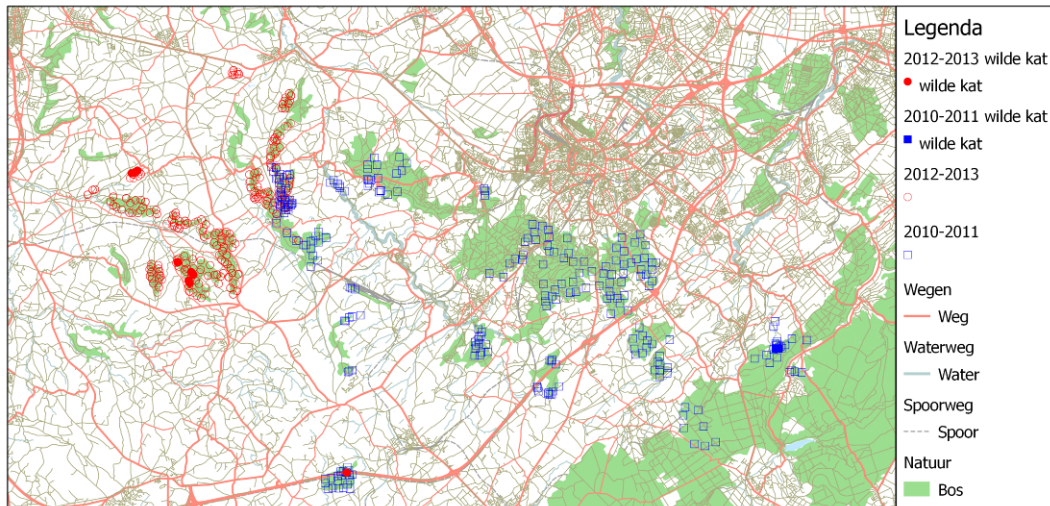 Legenda
2012-2013 wilde kat
wilde kat
2010-2011 wilde kat
wilde kat
2012-2013
2010-2011
Wegen
Weg
Waterweg
Water
Spoorweg
Spoor
Natuur
Bos